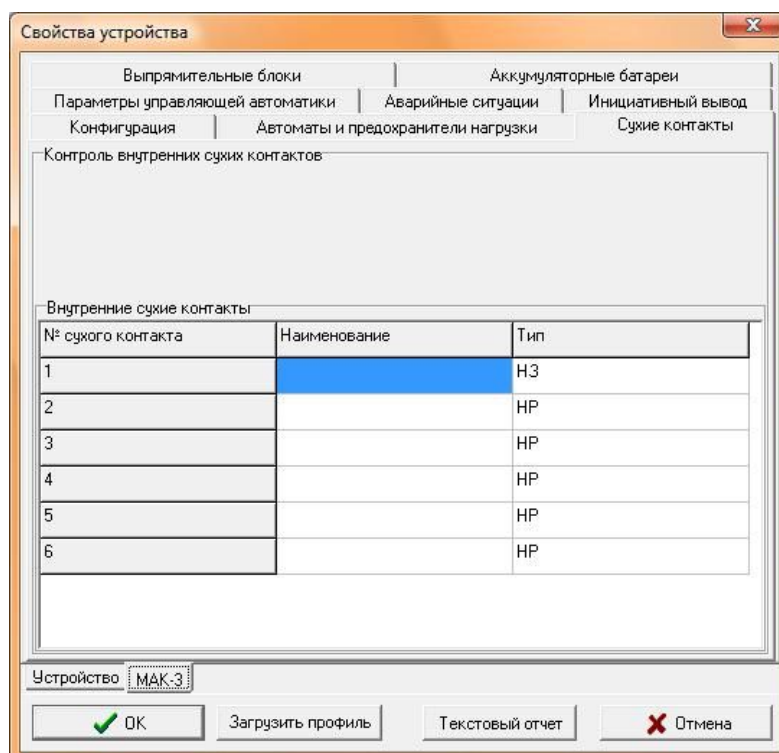 Свойства устройства
Выпрямительные блоки Аккумуляторные батареи
Параметры управляющей автоматики Аварийные ситуации Инициативный вывод
Конфигурация Автоматы и предохранители нагрузки Сухие контакты
Контроль внутренних сухих контактов
Внутренние сухие контакты
№ сухого контакта Наименование Тип
1 НЗ
2 НР
3 НР
4 НР
5 НР
6 НР
Устройство МАК-3
OK Загрузить профиль Текстовый отчет Отмена